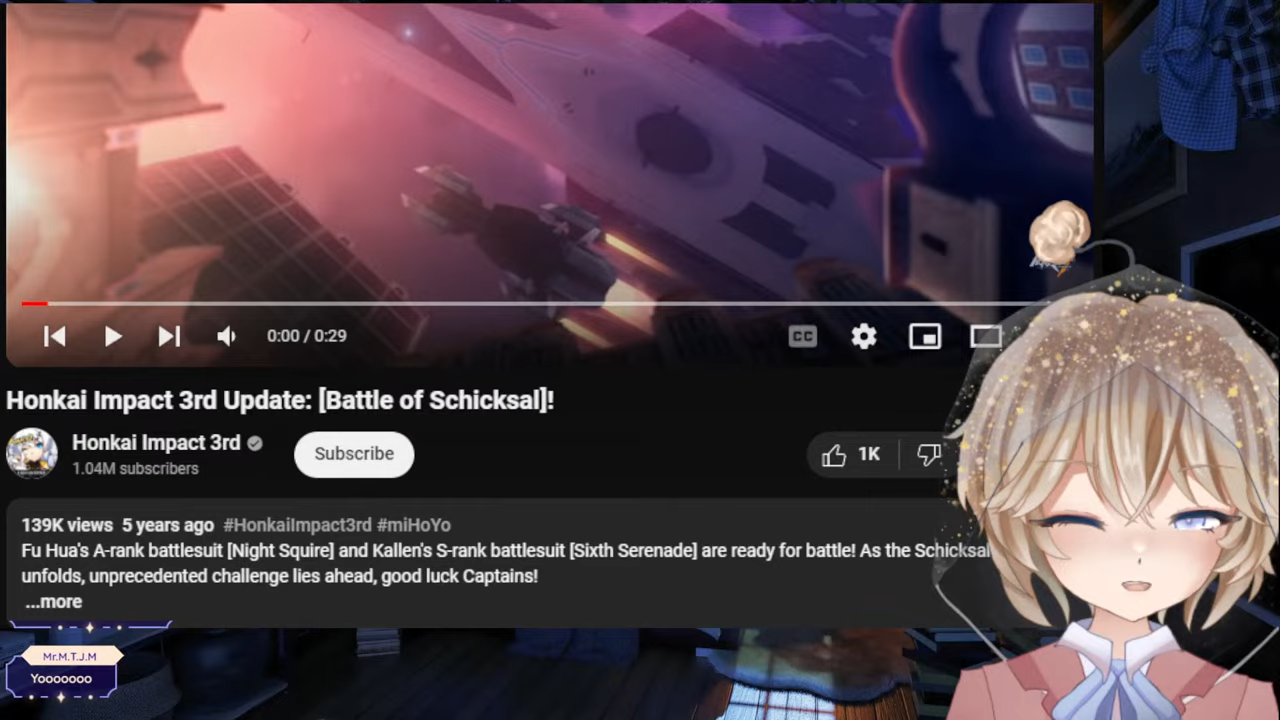 0:00 / 0:29
CC
Honkai Impact 3rd Update: [Battle of Schicksal]!
Honkai Impact 3rd
1.04M subscribers
Subscribe
1K
139K views 5 years ago #HonkaiImpact3rd #miHoYo
Fu Hua's A-rank battlesuit [Night Squire] and Kallen's S-rank battlesuit [Sixth Serenade] are ready for battle! As the Schicksal
unfolds, unprecedented challenge lies ahead, good luck Captains!
...more
Mr.M.T.J.M
Yooooooo